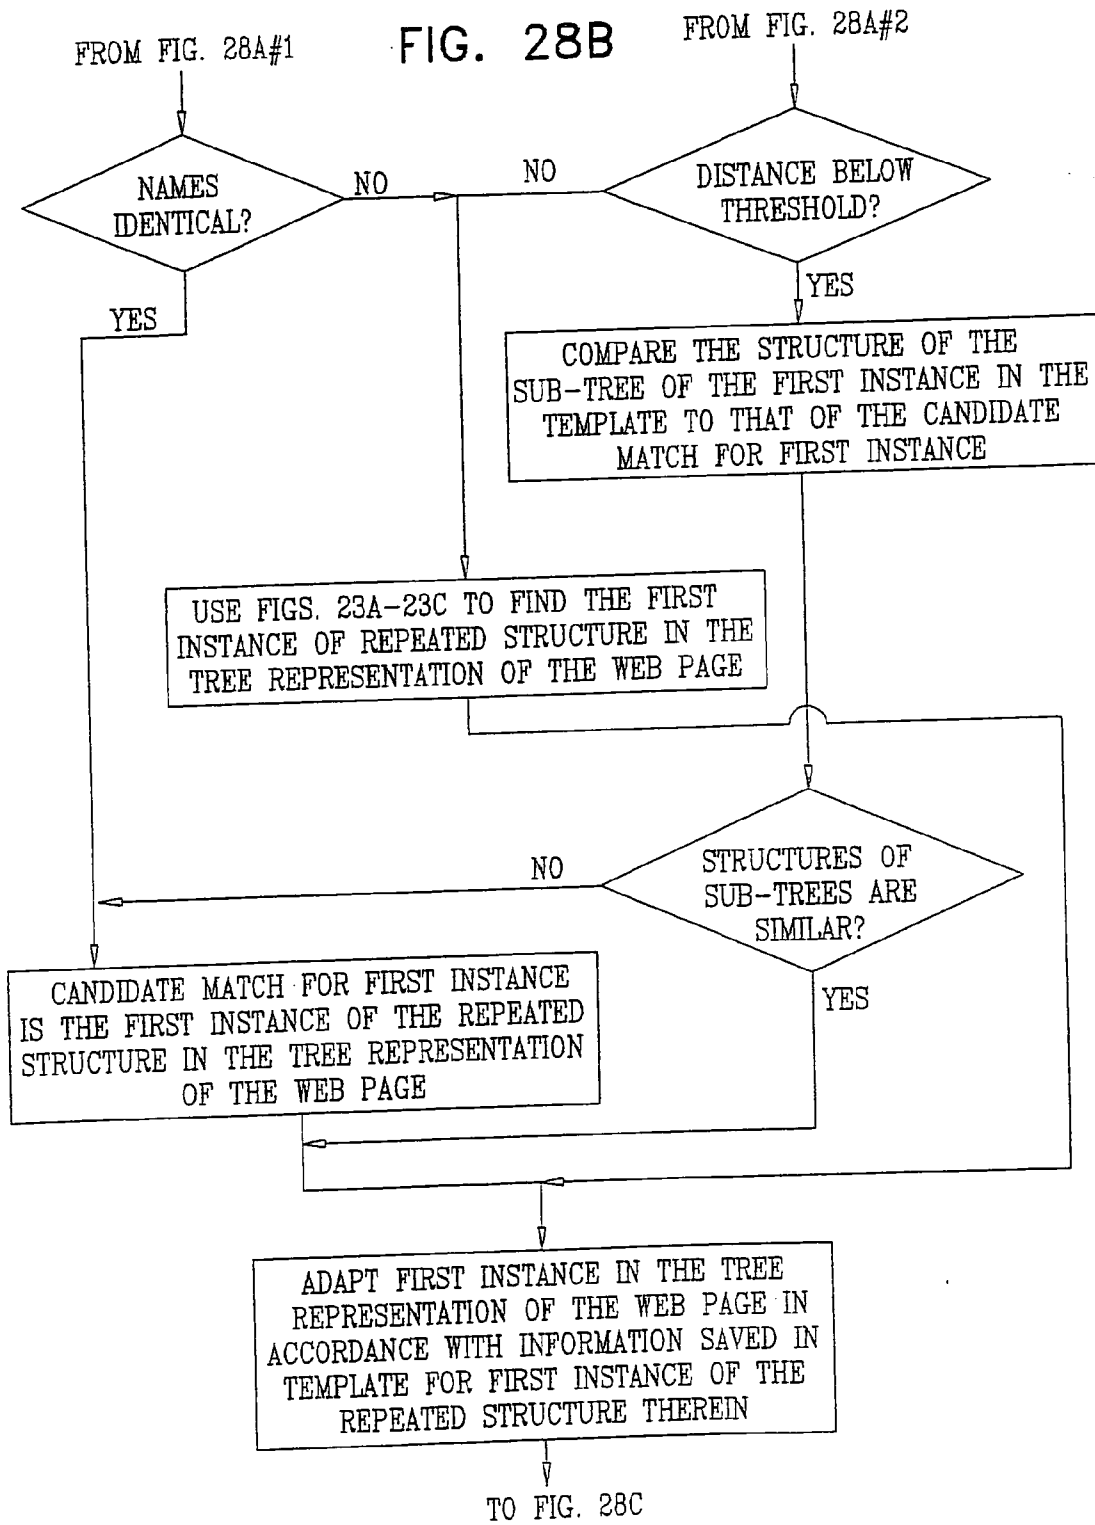 FROM FIG. 28A#1
FIG. 28B
FROM FIG. 28A#2
NAMES
IDENTICAL?
NO
NO
DISTANCE BELOW
THRESHOLD?
YES
YES
COMPARE THE STRUCTURE OF THE
SUB-TREE OF THE FIRST INSTANCE IN THE
TEMPLATE TO THAT OF THE CANDIDATE
MATCH FOR FIRST INSTANCE
USE FIGS. 23A-23C TO FIND THE FIRST
INSTANCE OF REPEATED STRUCTURE IN THE
TREE REPRESENTATION OF THE WEB PAGE
NO
STRUCTURES OF
SUB-TREES ARE
SIMILAR?
YES
CANDIDATE MATCH FOR FIRST INSTANCE
IS THE FIRST INSTANCE OF THE REPEATED
STRUCTURE IN THE TREE REPRESENTATION
OF THE WEB PAGE
ADAPT FIRST INSTANCE IN THE TREE
REPRESENTATION OF THE WEB PAGE IN
ACCORDANCE WITH INFORMATION SAVED IN
TEMPLATE FOR FIRST INSTANCE OF THE
REPEATED STRUCTURE THEREIN
TO FIG. 28C